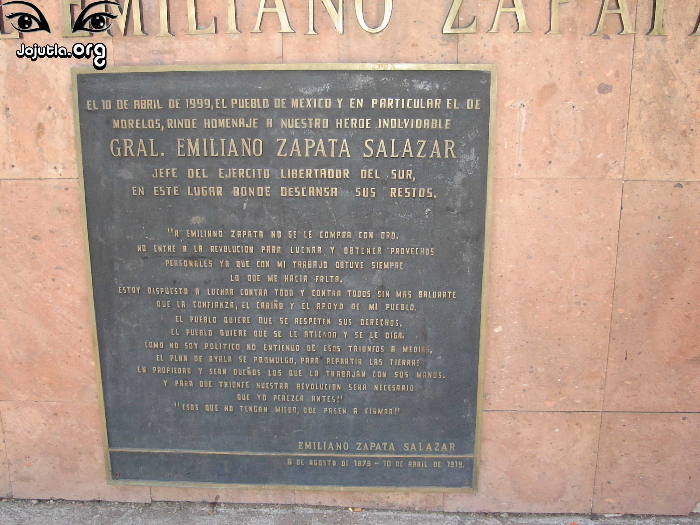 EMILIANO ZAPATA
Jojutla.org
EL 10 DE ABRIL DE 1999, EL PUEBLO DE MEXICO Y EN PARTICULAR EL DE
MORELOS, RINDE HOMENAJE A NUESTRO HEROE INOLVIDABLE
GRAL. EMILIANO ZAPATA SALAZAR
JEFE DEL EJERCITO LIBERTADOR DEL SUR,
EN ESTE LUGAR DONDE DESCANSA SUS RESTOS.
"A EMILIANO ZAPATA NO SE LE COMPRA CON ORO.
NO ENTRE A LA REVOLUCION PARA LUCHAR Y OBTENER PROVECHOS
PERSONALES YA QUE CON MI TRABAJO OBTUVE SIEMPRE
LO QUE ME HACIA FALTA.
ESTOY DISPUESTO A LUCHAR CONTRA TODO Y CONTRA TODOS SIN MAS BALUARTE
QUE LA CONFIANZA, EL CARIÑO Y EL APOYO DE MI PUEBLO.
EL PUEBLO QUIERE QUE SE RESPETEN SUS DERECHOS.
EL PUEBLO QUIERE QUE SE LE ATIENDA Y SE LE OIGA.
COMO NO SOY POLITICO NO ENTIENDO DE ESOS TRIUNFOS A MEDIAS,
EL PLAN DE AYALA SE PROMULGO, PARA REPARTIR LAS TIERRAS
EN PROPIEDAD Y SEAN DUEÑOS LOS QUE LA TRABAJAN CON SUS MANOS.
Y PARA QUE TRIUNFE NUESTRA REVOLUCION SERA NECESARIO
QUE YO PEREZCA ANTES!"
"ESOS QUE NO TENGAN MIEDO, QUE PASEN A FIRMAR!"
EMILIANO ZAPATA SALAZAR
8 DE AGOSTO DE 1879 - 10 DE ABRIL DE 1919.